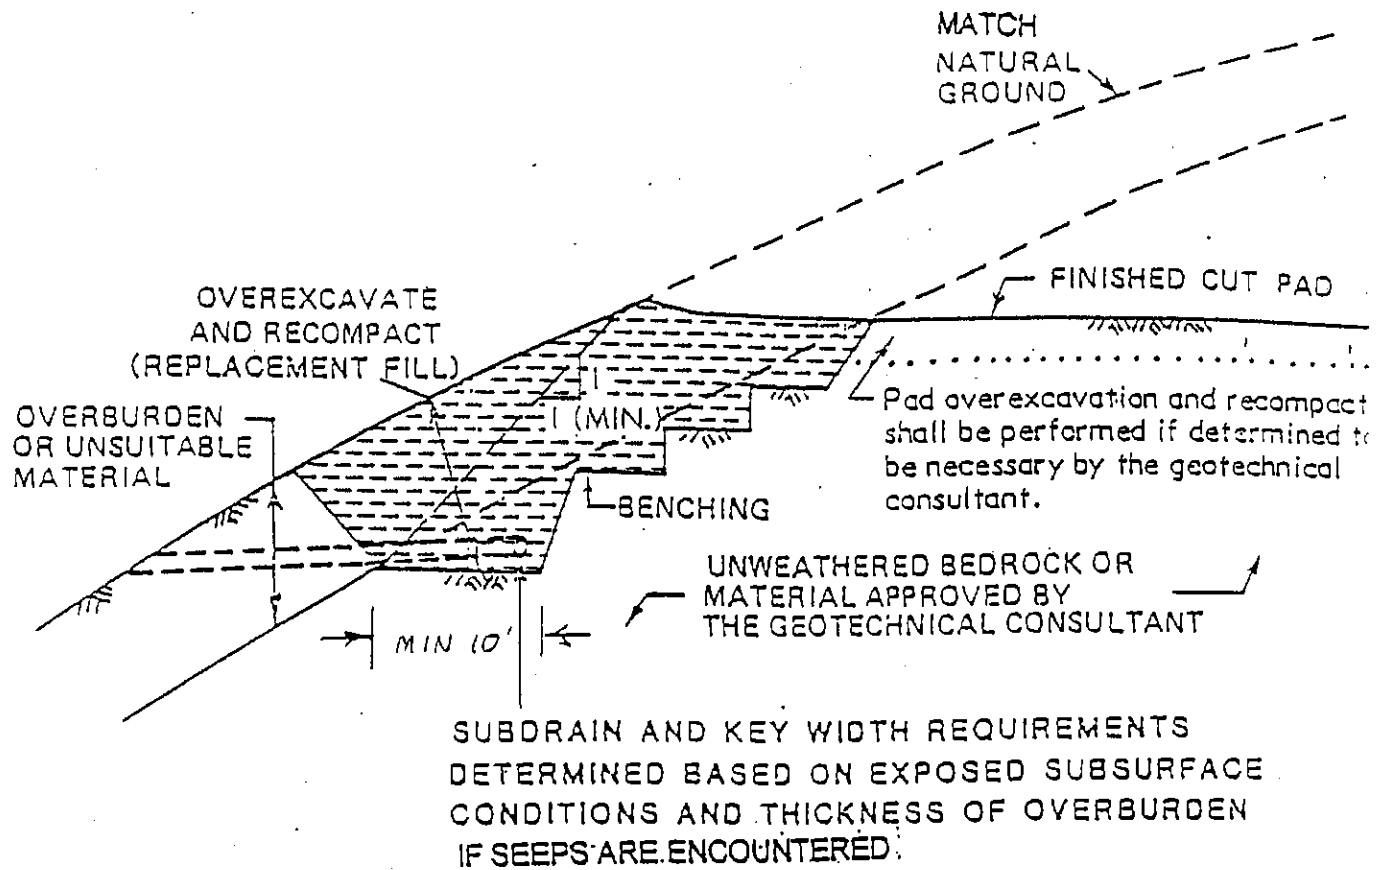 MATCH
NATURAL
GROUND
FINISHED CUT PAD
OVEREXCAVATE
AND RECOMPACT
(REPLACEMENT FILL)
OVERBURDEN
OR UNSUITABLE
MATERIAL
1
1 (MIN.)
Pad overexcavation and recompact
shall be performed if determined to
be necessary by the geotechnical
consultant.
BENCHING
UNWEATHERED BEDROCK OR
MATERIAL APPROVED BY
THE GEOTECHNICAL CONSULTANT
MIN 10'
SUBDRAIN AND KEY WIDTH REQUIREMENTS
DETERMINED BASED ON EXPOSED SUBSURFACE
CONDITIONS AND THICKNESS OF OVERBURDEN
IF SEEPS ARE ENCOUNTERED.